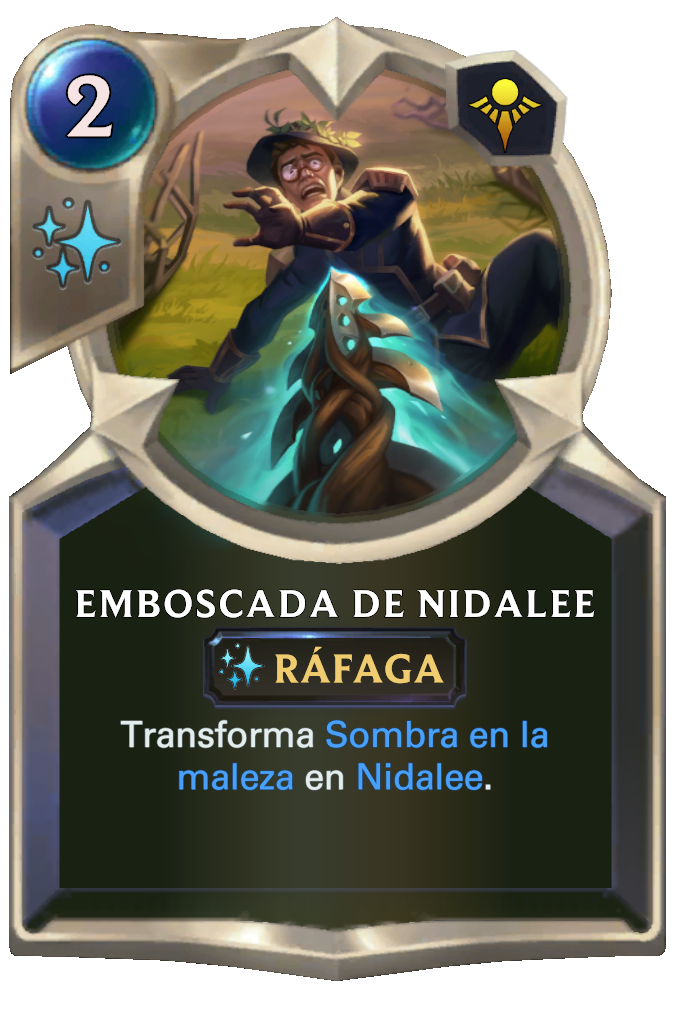 2
EMBOSCADA DE NIDALEE
RÁFAGA
Transforma Sombra en la
maleza en Nidalee.